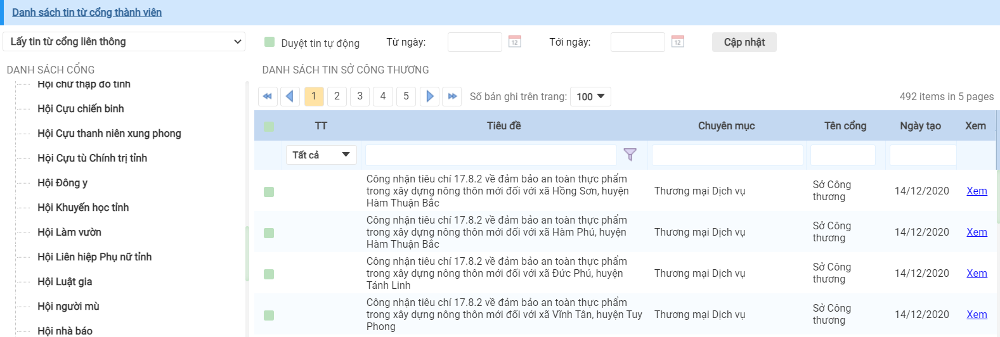 Danh sách tin từ cổng thành viên
Lấy tin từ cổng liên thông
Duyệt tin tự động
Từ ngày:
12
Tới ngày:
12
Cập nhật
DANH SÁCH CỔNG
Hội chữ thập đỏ tỉnh
Hội Cựu chiến binh
Hội Cựu thanh niên xung phong
Hội Cựu tù Chính trị tỉnh
Hội Đông y
Hội Khuyến học tỉnh
Hội Làm vườn
Hội Liên hiệp Phụ nữ tỉnh
Hội Luật gia
Hội người mù
Hội nhà báo
DANH SÁCH TIN SỞ CÔNG THƯƠNG
1 2 3 4 5 Số bản ghi trên trang: 100 492 items in 5 pages
TT Tiêu đề Chuyên mục Tên cổng Ngày tạo Xem
Tất cả
Công nhận tiêu chí 17.8.2 về đảm bảo an toàn thực phẩm
trong xây dựng nông thôn mới đối với xã Hồng Sơn, huyện
Hàm Thuận Bắc
Thương mại Dịch vụ
Sở Công
thương
14/12/2020
Xem
Công nhận tiêu chí 17.8.2 về đảm bảo an toàn thực phẩm
trong xây dựng nông thôn mới đối với xã Hàm Phú, huyện
Hàm Thuận Bắc
Thương mại Dịch vụ
Sở Công
thương
14/12/2020
Xem
Công nhận tiêu chí 17.8.2 về đảm bảo an toàn thực phẩm
trong xây dựng nông thôn mới đối với xã Đức Phú, huyện
Tánh Linh
Thương mại Dịch vụ
Sở Công
thương
14/12/2020
Xem
Công nhận tiêu chí 17.8.2 về đảm bảo an toàn thực phẩm
trong xây dựng nông thôn mới đối với xã Vĩnh Tân, huyện Tuy
Phong
Thương mại Dịch vụ
Sở Công
thương
14/12/2020
Xem